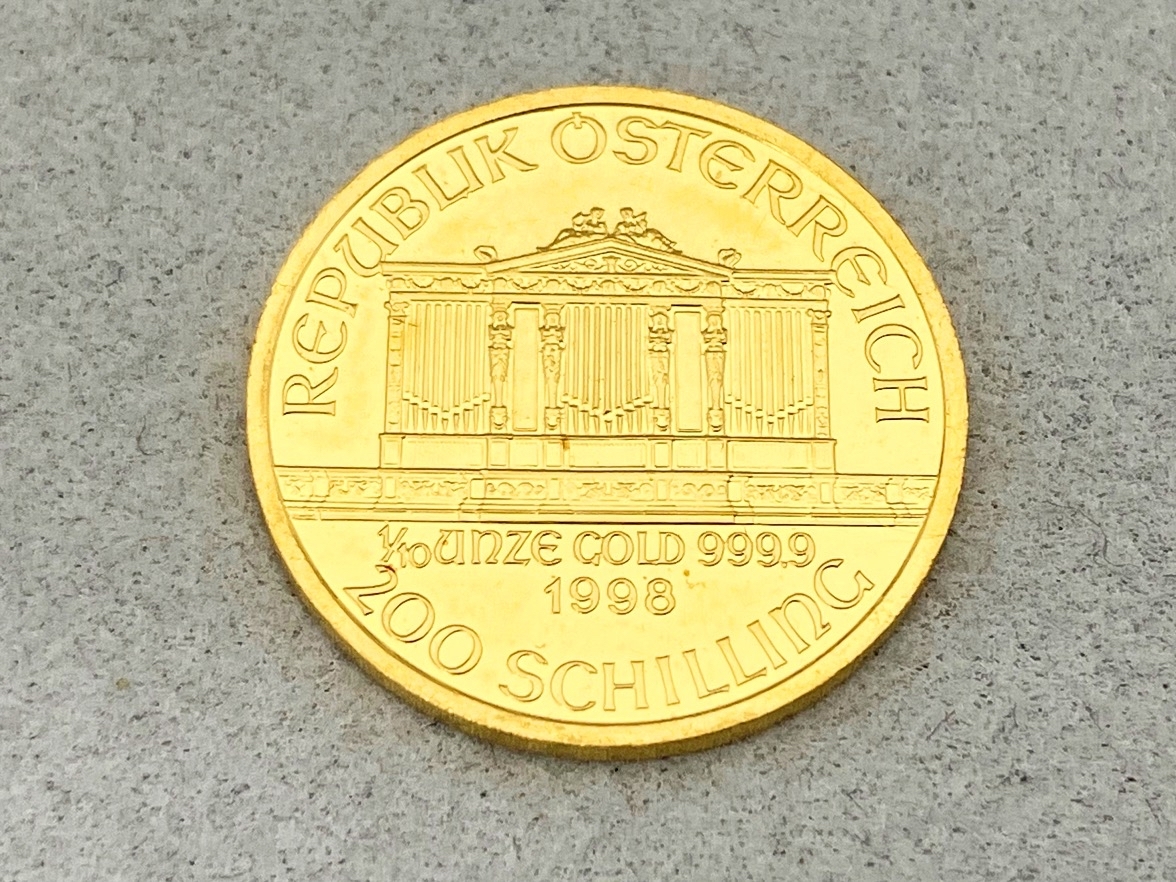 REPUBLIK ÖSTERREICH
1/10 UNZE GOLD 999.9
1998
200 SCHILLING